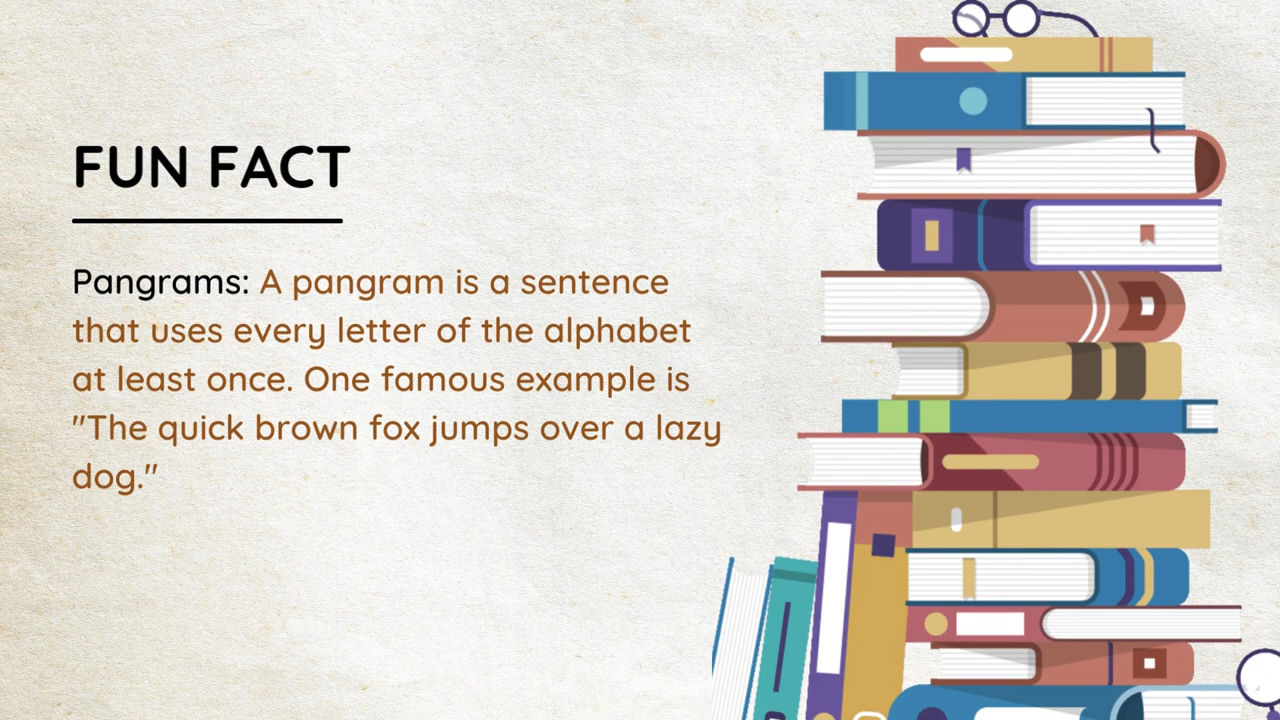 FUN FACT
Pangrams: A pangram is a sentence
that uses every letter of the alphabet
at least once. One famous example is
"The quick brown fox jumps over a lazy
dog."